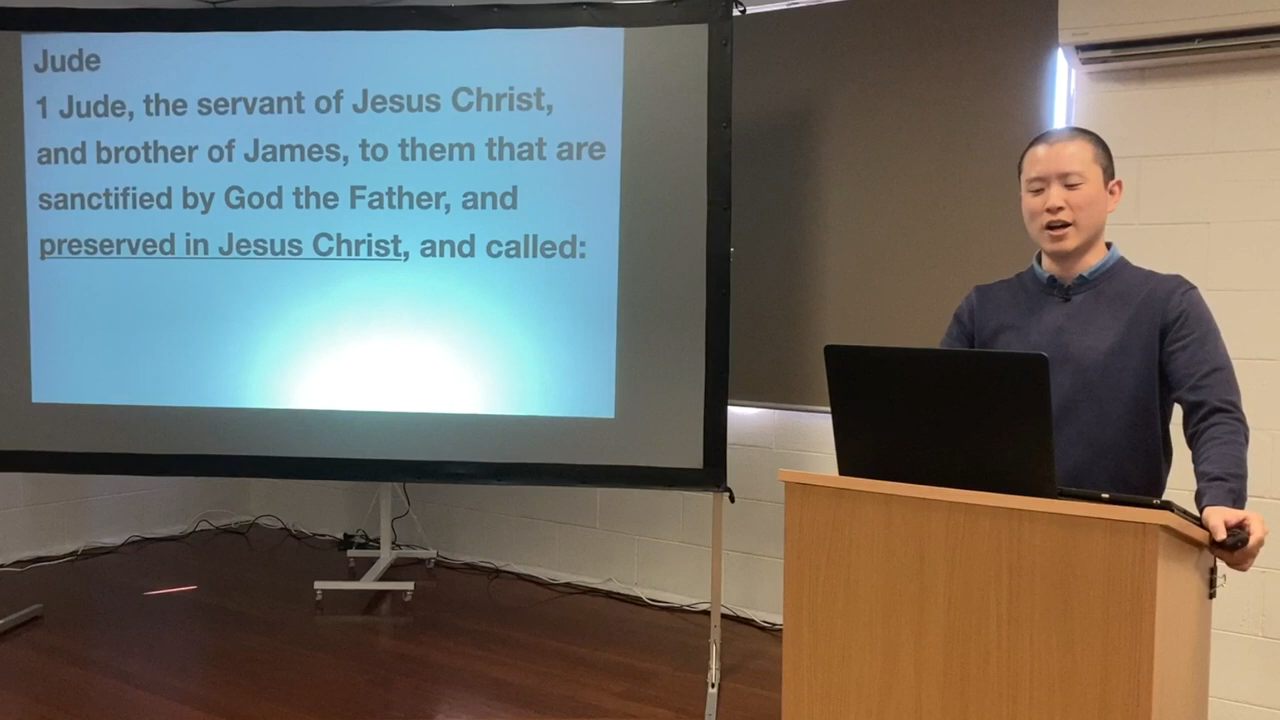 Jude
1 Jude, the servant of Jesus Christ,
and brother of James, to them that are
sanctified by God the Father, and
preserved in Jesus Christ, and called: